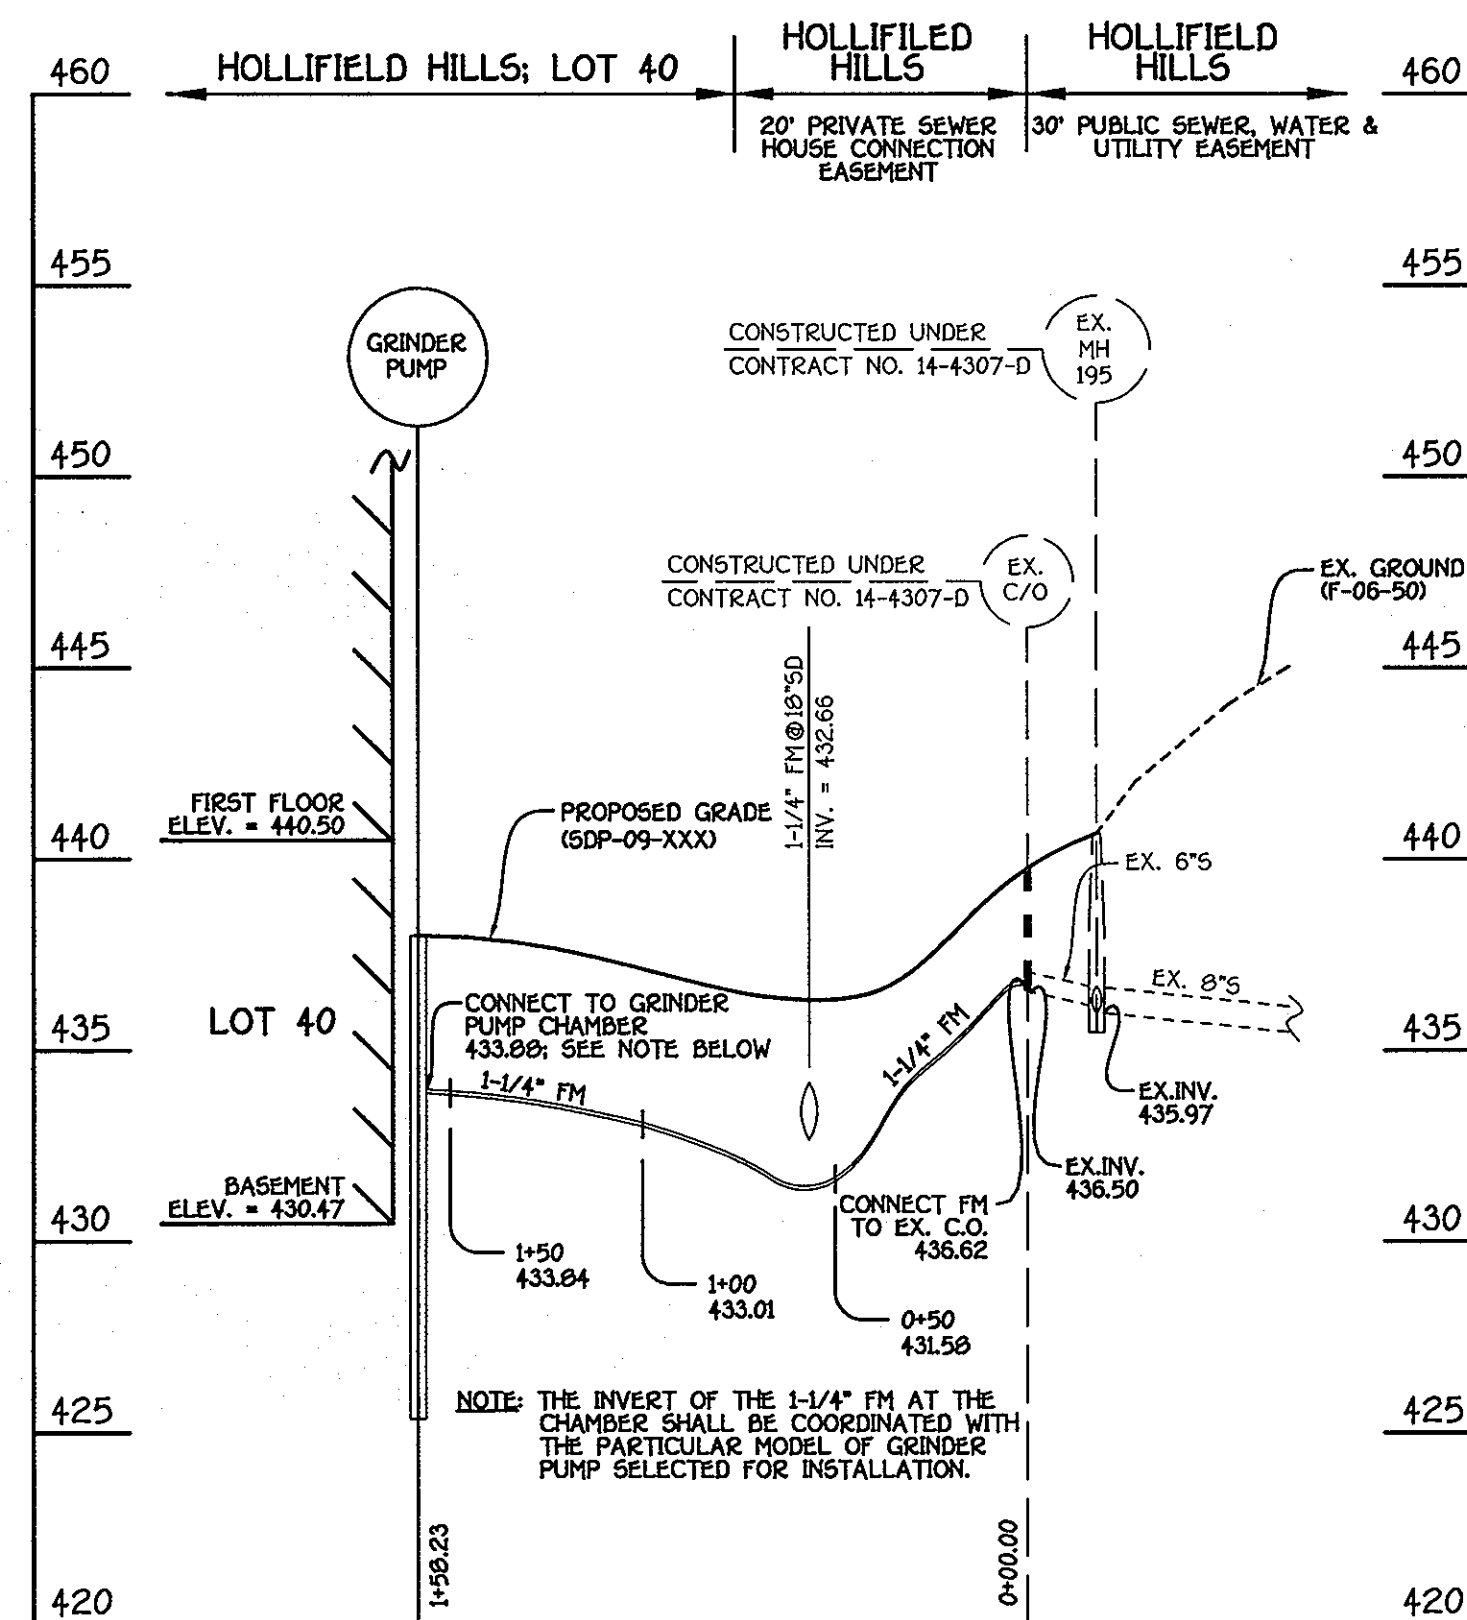 HOLLIFIELD HILLS; LOT 40
HOLLIFILED
HILLS
HOLLIFIELD
HILLS
20' PRIVATE SEWER
HOUSE CONNECTION
EASEMENT
30' PUBLIC SEWER, WATER &
UTILITY EASEMENT
460
455
450
445
440
435
430
425
420
460
455
450
445
440
435
430
425
420
GRINDER
PUMP
CONSTRUCTED UNDER
CONTRACT NO. 14-4307-D
EX.
MH
195
CONSTRUCTED UNDER
CONTRACT NO. 14-4307-D
EX.
C/O
EX. GROUND
(F-06-50)
1-1/4" FM @ 18"SD
INV. = 432.66
FIRST FLOOR
ELEV. = 440.50
PROPOSED GRADE
(SDP-09-XXX)
EX. 6"S
EX. 8"S
LOT 40
CONNECT TO GRINDER
PUMP CHAMBER
433.88; SEE NOTE BELOW
1-1/4" FM
1-1/4" FM
EX.INV.
435.97
EX.INV.
436.50
BASEMENT
ELEV. = 430.47
CONNECT FM
TO EX. C.O.
436.62
1+50
433.84
1+00
433.01
0+50
431.58
NOTE: THE INVERT OF THE 1-1/4" FM AT THE
CHAMBER SHALL BE COORDINATED WITH
THE PARTICULAR MODEL OF GRINDER
PUMP SELECTED FOR INSTALLATION.
1+58.23
0+00.00